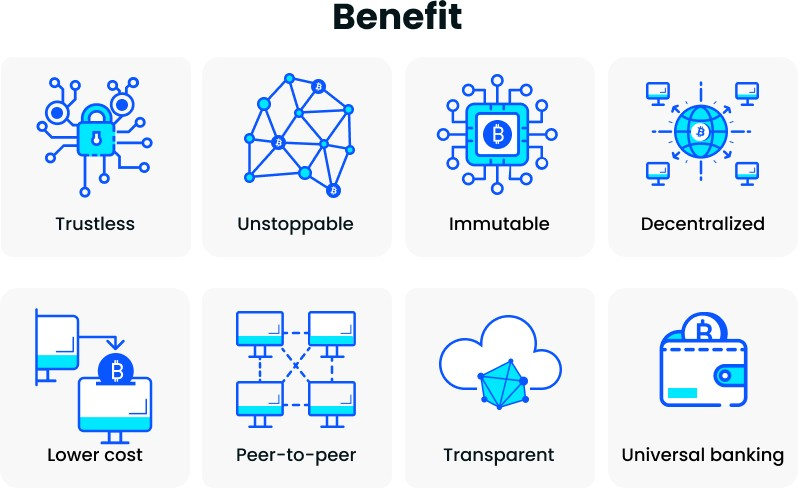 Benefit
Trustless
Unstoppable
Immutable
Decentralized
Lower cost
Peer-to-peer
Transparent
Universal banking